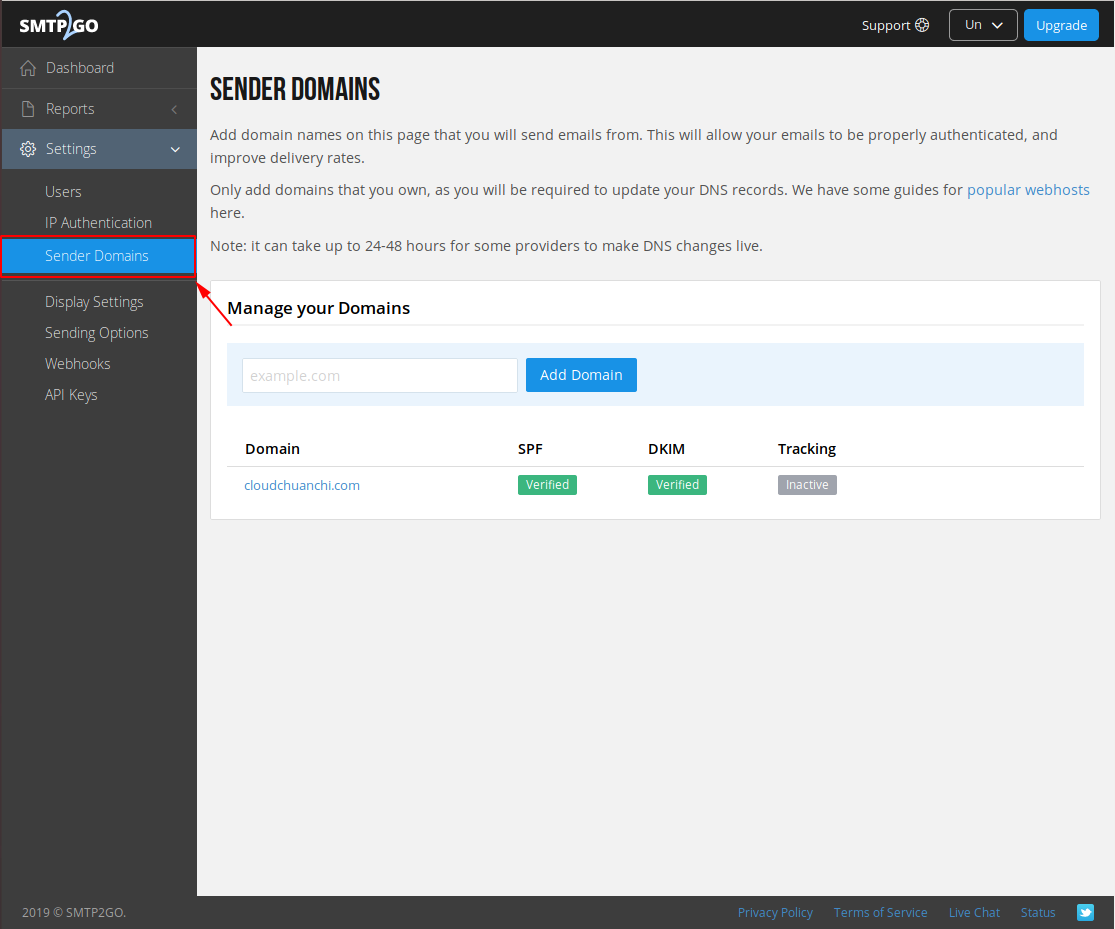 SMTP2GO
Support
Un
Upgrade
Dashboard
Reports
Settings
Users
IP Authentication
Sender Domains
Display Settings
Sending Options
Webhooks
API Keys
SENDER DOMAINS
Add domain names on this page that you will send emails from. This will allow your emails to be properly authenticated, and
improve delivery rates.
Only add domains that you own, as you will be required to update your DNS records. We have some guides for popular webhosts
here.
Note: it can take up to 24-48 hours for some providers to make DNS changes live.
Manage your Domains
example.com
Add Domain
Domain SPF DKIM Tracking
cloudchuanchi.com Verified Verified Inactive
2019 © SMTP2GO.
Privacy Policy Terms of Service Live Chat Status